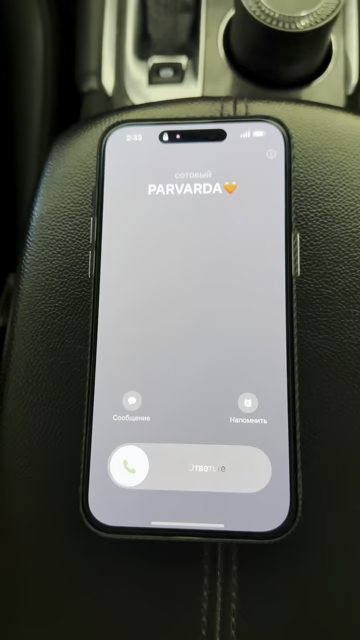 2:33
сотовый
PARVARDA🧡
Сообщение
Напомнить
Ответьте